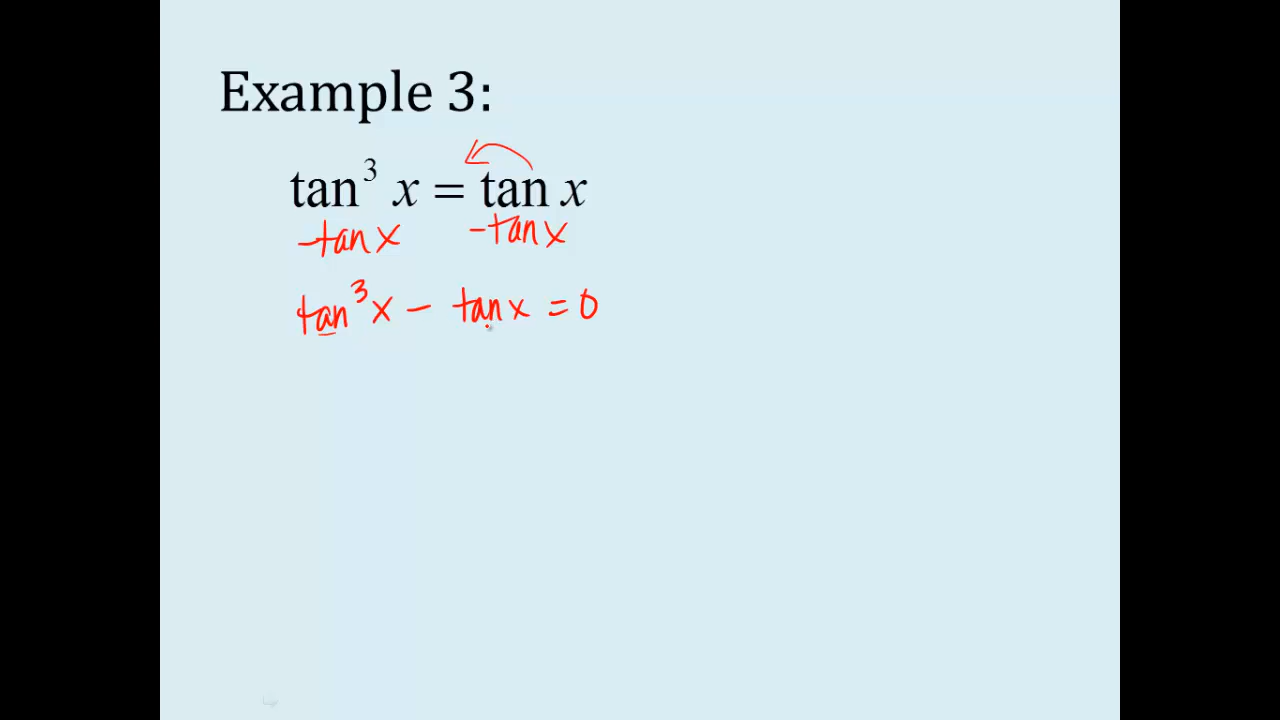 Example 3:
tan³ x = tan x
-tan x -tan x
tan³x - tan x = 0